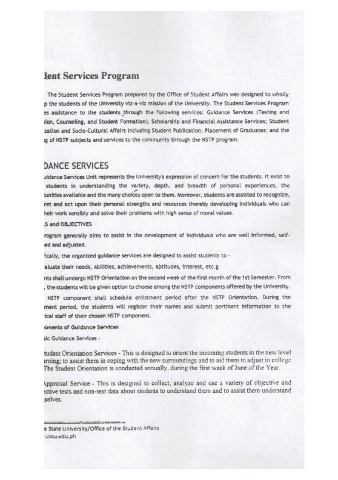 dent Services Program
The Student Services Program prepared by the Office of Student Affairs was designed to wholly
p the students of the University viz-a-viz mission of the University. The Student Services Program
es assistance to the students through the following services: Guidance Services (Testing and
ion, Counseling, and Student Formation); Scholarship and Financial Assistance Services; Student
zation and Socio-Cultural Affairs including Student Publication; Placement of Graduates; and the
g of NSTP subjects and services to the community through the NSTP program.
DANCE SERVICES
uidance Services Unit represents the University's expression of concern for the students. It exist to
students in understanding the variety, depth, and breadth of personal experiences, the
tunities available and the many choices open to them. Moreover, students are assisted to recognize,
ret and act upon their personal strengths and resources thereby developing individuals who can
heir work sensibly and solve their problems with high sense of moral values.
S and OBJECTIVES
rogram generally aims to assist in the development of individuals who are well informed, self-
ed and adjusted.
ically, the organized guidance services are designed to assist students to -
aluate their needs, abilities, achievements, aptitudes, interest, etc.g
nts shall undergo NSTP Orientation on the second week of the first month of the 1st Semester. From
, the students will be given option to choose among the NSTP components offered by the University.
NSTP component shall schedule enlistment period after the NSTP Orientation. During the
ment period, the students will register their names and submit pertinent information to the
ical staff of their chosen NSTP component.
onents of Guidance Services
sic Guidance Services -
tudent Orientation Services - This is designed to orient the incoming students in the new level
rning; to assist them in coping with the new surroundings and to aid them to adjust in college
The Student Orientation is conducted annually, during the first week of June of the Year.
Appraisal Service - This is designed to collect, analyze and use a variety of objective and
ective tests and non-test data about students to understand them and to assist them understand
selves.
e State University/Office of the Student Affairs
.edu.ph